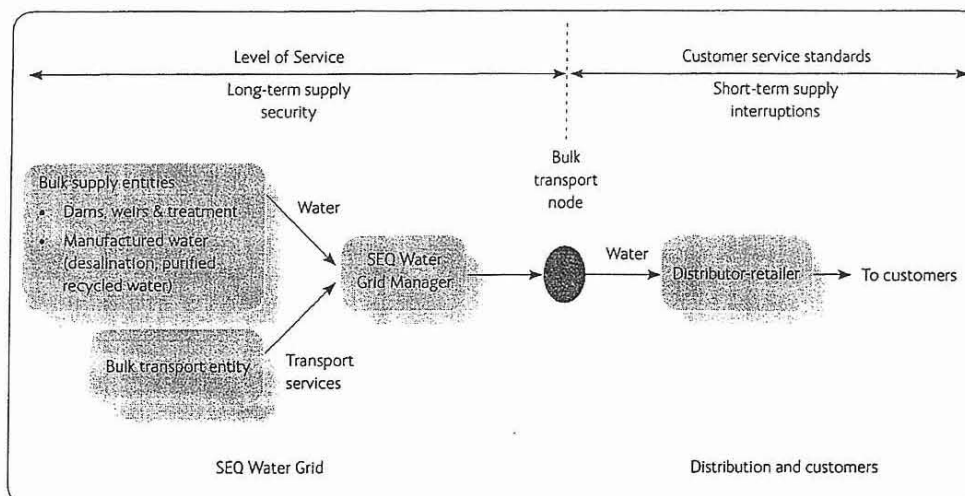 Level of Service
Customer service standards
Long-term supply
security
Short-term supply
interruptions
Bulk
transport
node
Bulk supply entities
• Dams, weirs & treatment
• Manufactured water
(desalination, purified
recycled water)
Water
SEQ Water
Grid Manager
Water
Distributor-retailer
To customers
Bulk transport entity
Transport
services
SEQ Water Grid
Distribution and customers